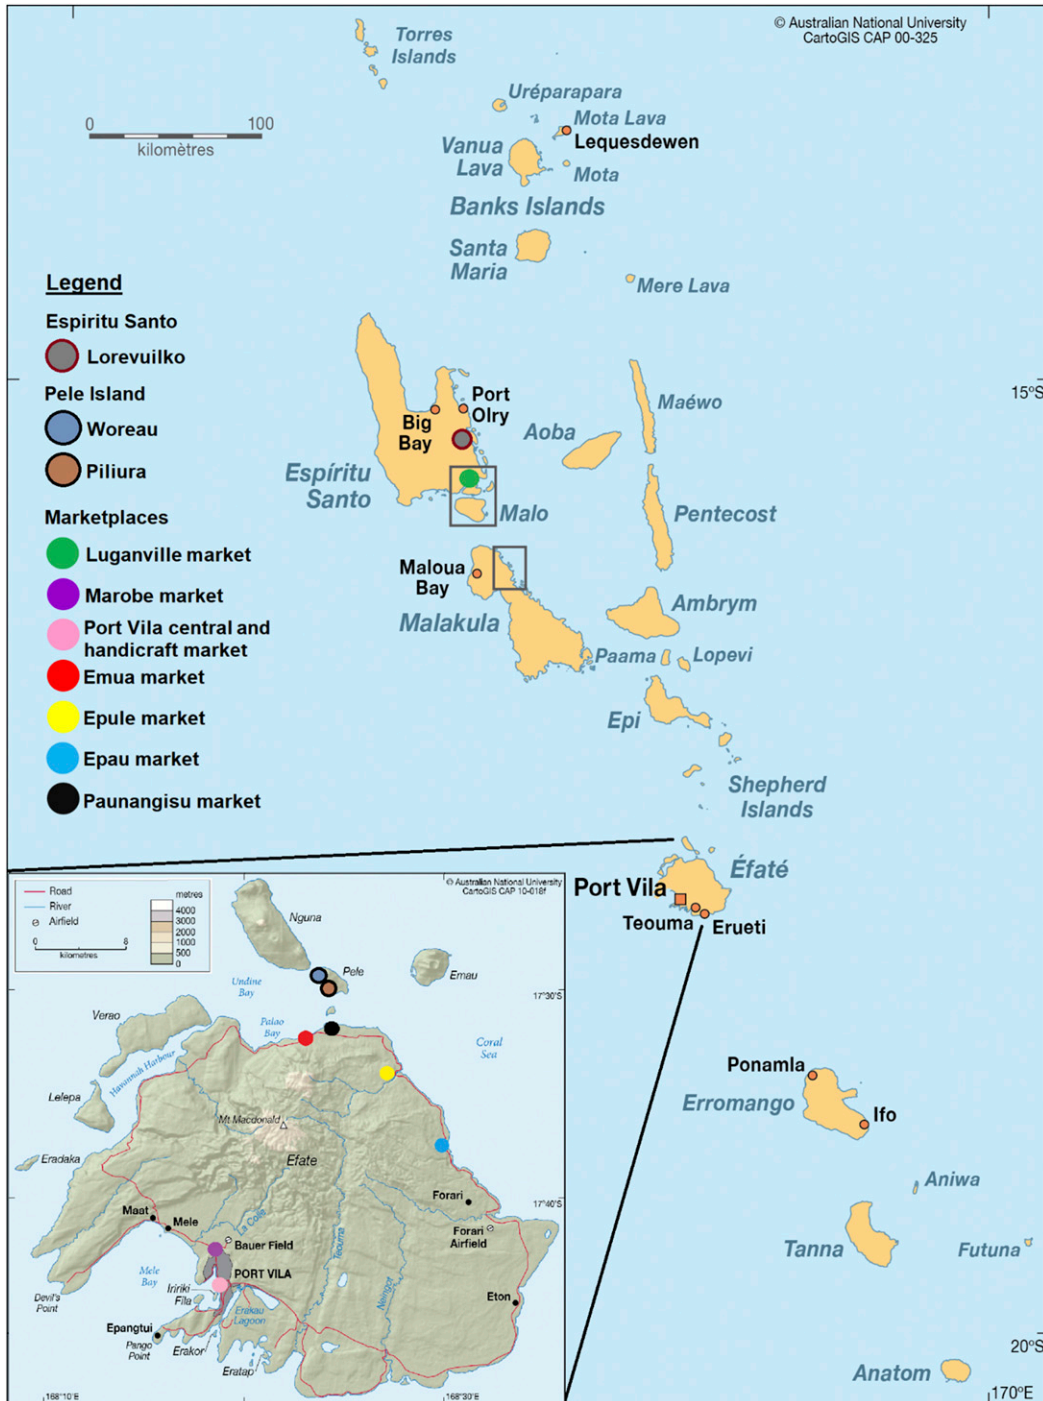 © Australian National University
CartoGIS CAP 00-325
Torres
Islands
Uréparapara
Mota Lava
Lequesdewen
0 100
kilomètres
Vanua
Lava
Mota
Banks Islands
Santa
Maria
Mere Lava
Legend
Espiritu Santo
Lorevuilko
Pele Island
Woreau
Piliura
Marketplaces
Luganville market
Marobe market
Port Vila central and
handicraft market
Emua market
Epule market
Epau market
Paunangisu market
15°S
Port
Olry
Big
Bay
Maéwo
Aoba
Espíritu
Santo
Malo
Pentecost
Maloua
Bay
Malakula
Ambrym
Paama
Lopevi
Epi
Shepherd
Islands
Éfaté
Port Vila
Teouma
Erueti
Ponamla
Erromango
Ifo
Aniwa
Tanna
Futuna
20°S
Anatom
170°E
Road
River
Airfield
0 8
kilometres
metres
4000
3000
2000
1000
500
0
© Australian National University
CartoGIS CAP 10-018f
Nguna
Pele
Emau
Undine
Bay
17°30'S
Verao
Palao
Bay
Coral
Sea
Havannah Harbour
Lelepa
Mt Macdonald
Efate
Eradaka
17°40'S
Forari
Maat
Mele
La Cole
Teouma
Bauer Field
Forari
Airfield
Mele
Bay
PORT VILA
Iririki
Fila
Devil's
Point
Erakau
Lagoon
Eton
Epangtui
Pango
Point
Erakor
Eratap
168°10'E
168°30'E